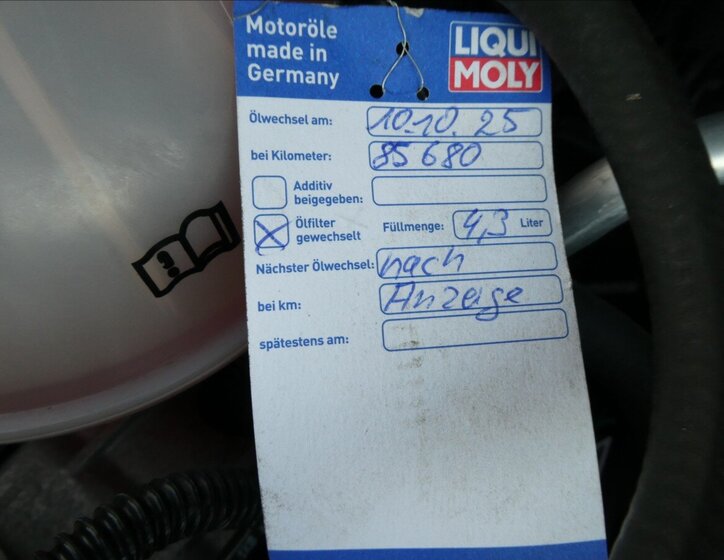 Motoröle
made in
Germany
LIQUI
MOLY
Ölwechsel am: 10.10.25
bei Kilometer: 85 680
Additiv
beigegeben:
Ölfilter
gewechselt
Füllmenge: 4,3 Liter
Nächster Ölwechsel: nach
bei km: Anzeige
spätestens am: